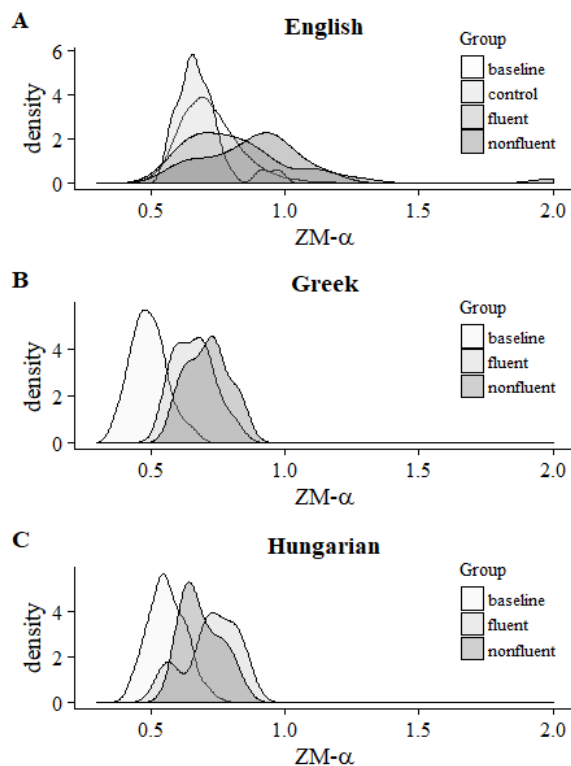 A
English
6
4
2
0
density
0.5 1.0 1.5 2.0
ZM-α
Group
baseline
control
fluent
nonfluent
B
Greek
4
2
0
density
0.5 1.0 1.5 2.0
ZM-α
Group
baseline
fluent
nonfluent
C
Hungarian
4
2
0
density
0.5 1.0 1.5 2.0
ZM-α
Group
baseline
fluent
nonfluent